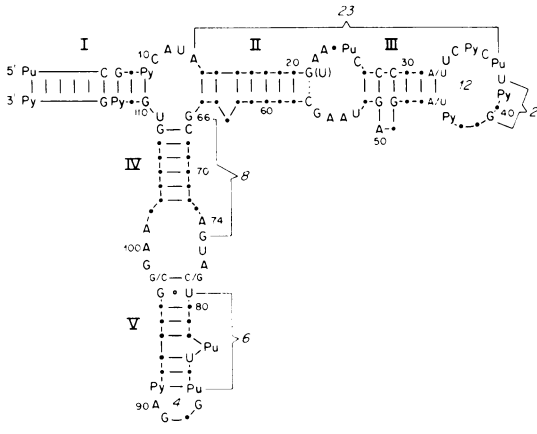 23
I
II
III
10 C A U A
20 A A Pu C
30 U C Py C Pu
5' Pu C G Py G(U) C C A/U 12 U
3' Py G Py G C G G U/A Py
110 U G C 66 60 G A A U A 50 Py G 40 2
IV
70
8
74
A A
A G
100 A U
G A
G/C C/G
G U
V
80
6
Pu
U
Py Pu
90 A 4 G
G